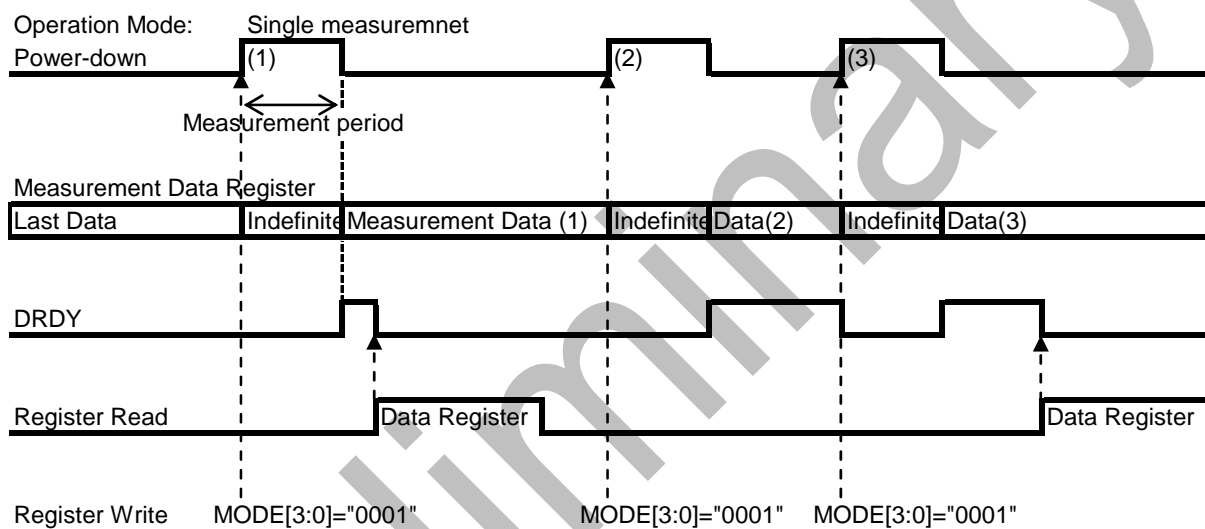 Operation Mode: Single measuremnet
Power-down (1) (2) (3)
Measurement period
Measurement Data Register
Last Data Indefinite Measurement Data (1) Indefinite Data(2) Indefinite Data(3)
DRDY
Register Read Data Register Data Register
Register Write MODE[3:0]="0001" MODE[3:0]="0001" MODE[3:0]="0001"
liminary